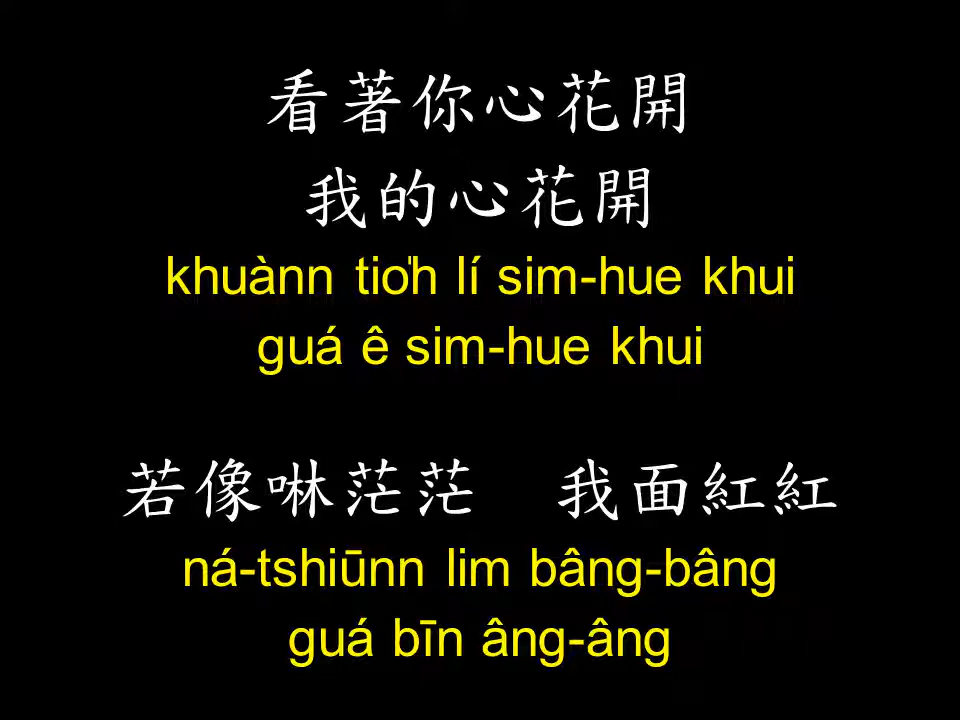 看著你心花開
我的心花開
khuànn tio̍h lí sim-hue khui
guá ê sim-hue khui
若像啉茫茫　我面紅紅
ná-tshiūnn lim bâng-bâng
guá bīn âng-âng